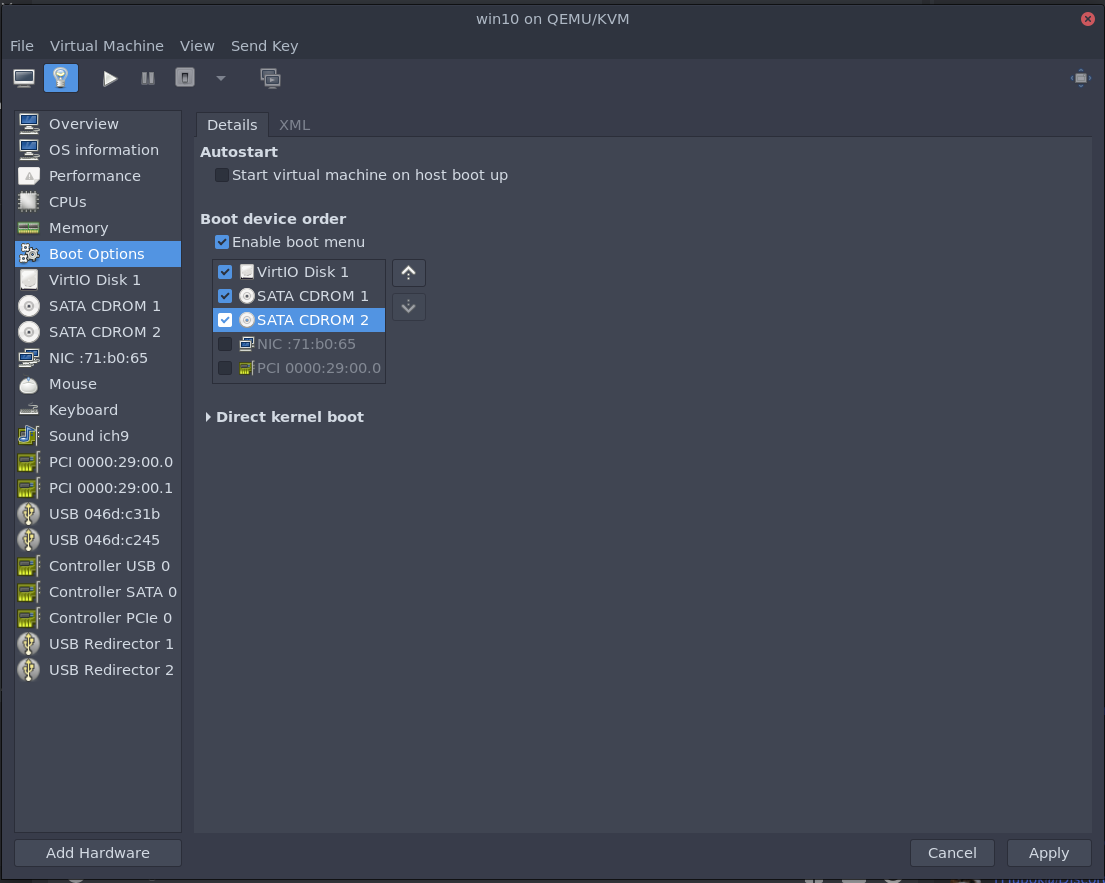 win10 on QEMU/KVM
File Virtual Machine View Send Key
Overview
OS information
Performance
CPUs
Memory
Boot Options
VirtIO Disk 1
SATA CDROM 1
SATA CDROM 2
NIC :71:b0:65
Mouse
Keyboard
Sound ich9
PCI 0000:29:00.0
PCI 0000:29:00.1
USB 046d:c31b
USB 046d:c245
Controller USB 0
Controller SATA 0
Controller PCIe 0
USB Redirector 1
USB Redirector 2
Add Hardware
Details XML
Autostart
Start virtual machine on host boot up
Boot device order
Enable boot menu
VirtIO Disk 1
SATA CDROM 1
SATA CDROM 2
NIC :71:b0:65
PCI 0000:29:00.0
Direct kernel boot
Cancel Apply